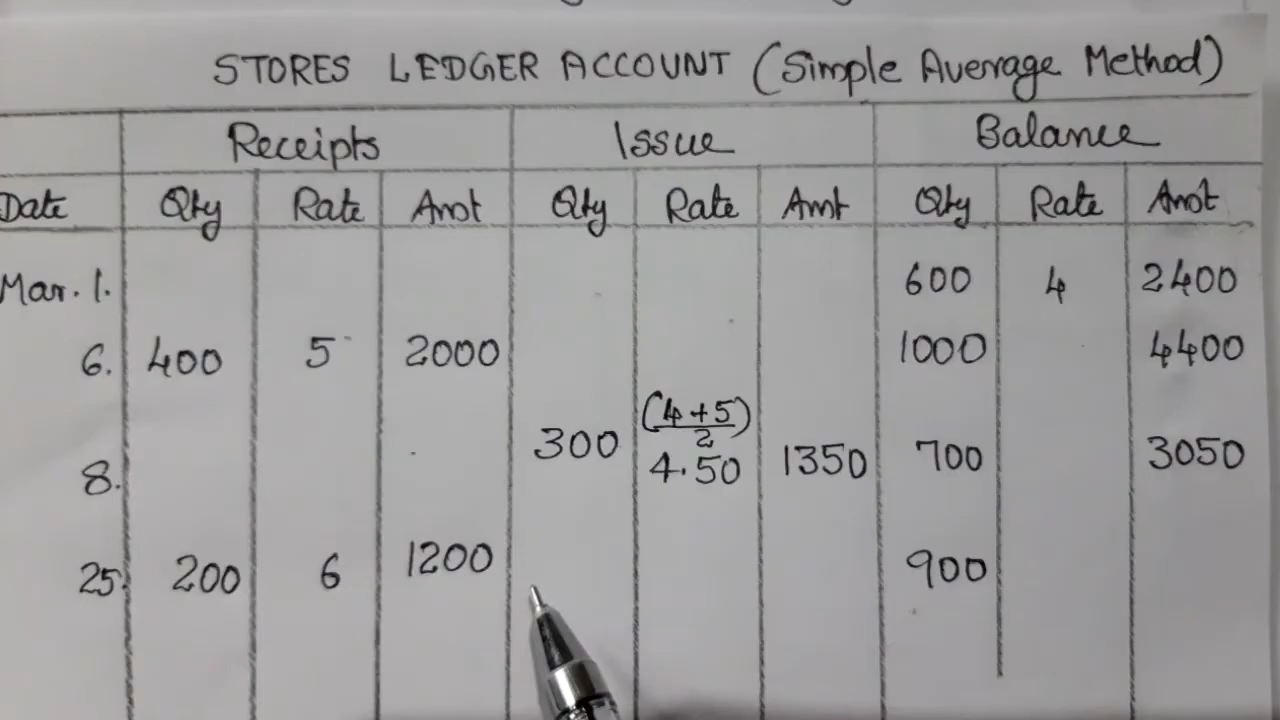 STORES LEDGER ACCOUNT (Simple Average Method)
Receipts Issue Balance
Date Qty Rate Amt Qty Rate Amt Qty Rate Amt
Mar. 1. 600 4 2400
6. 400 5 2000 1000 4400
8. 300 (4+5)/2 4.50 1350 700 3050
25. 200 6 1200 900